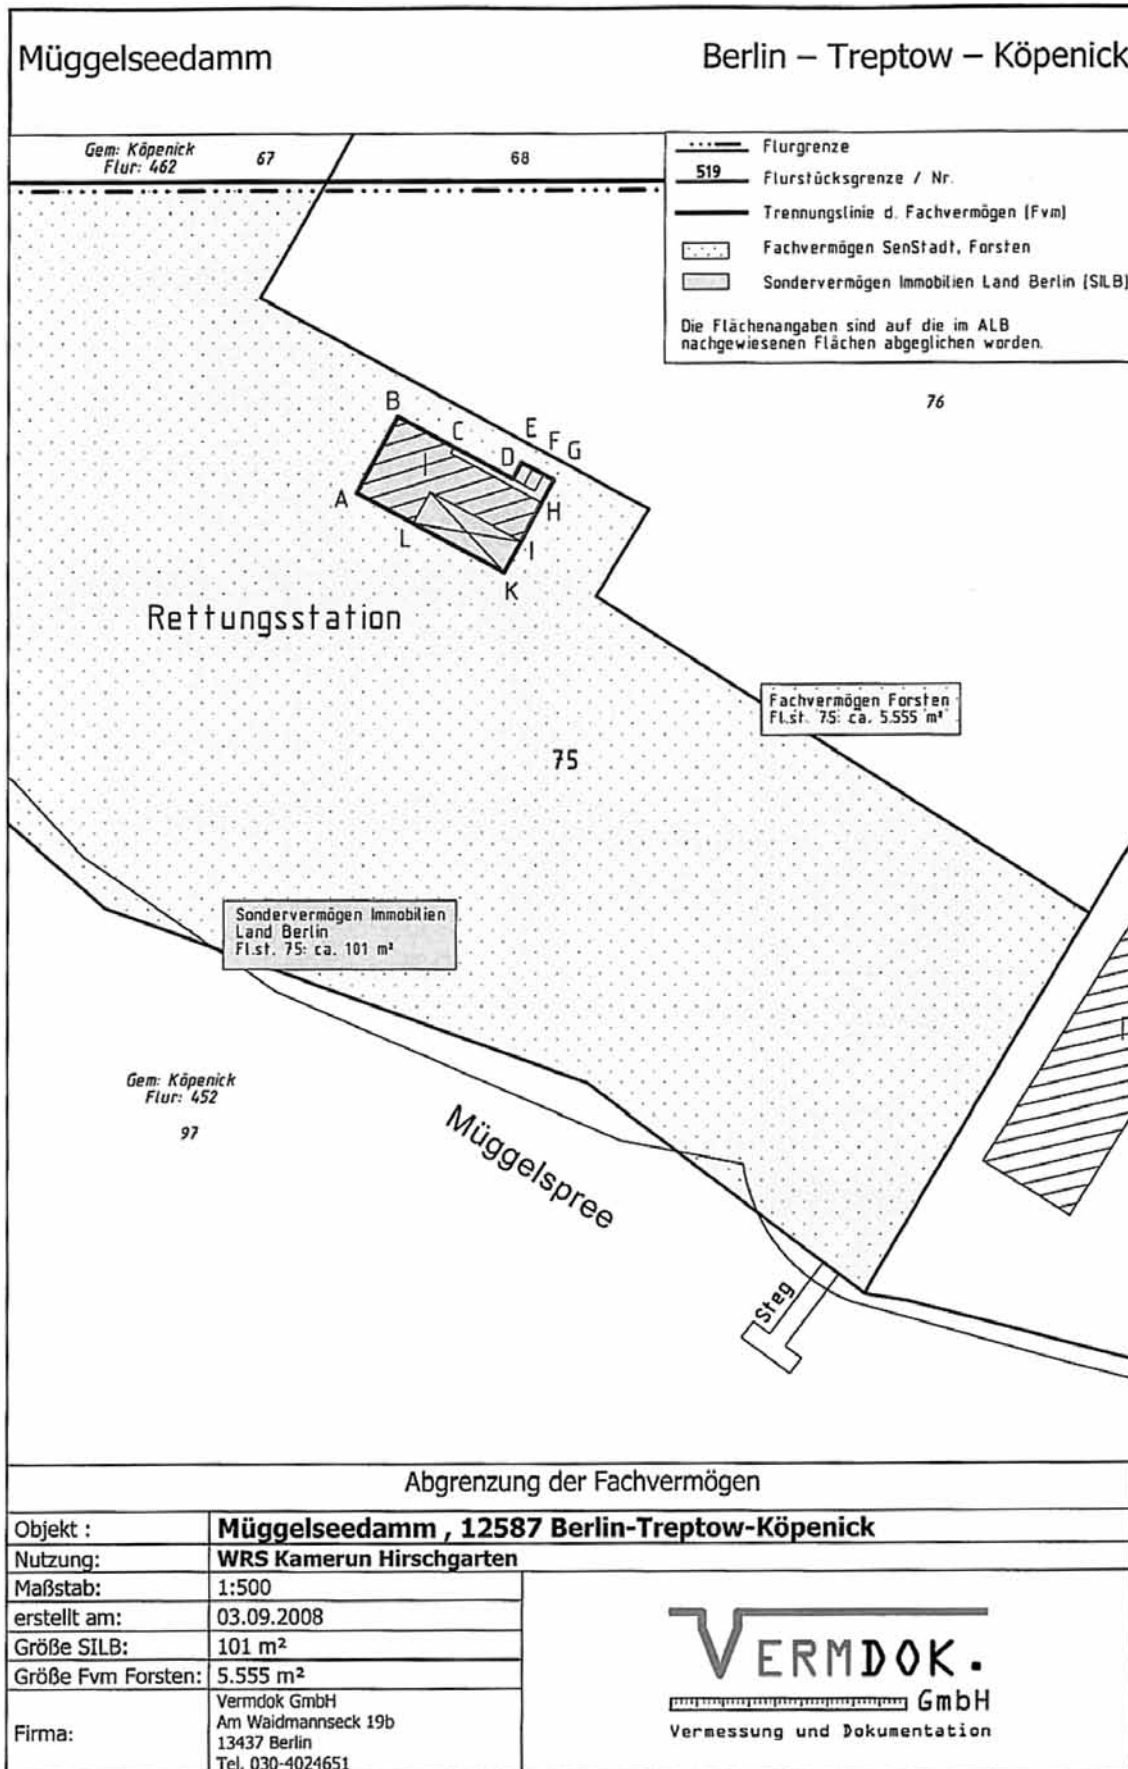 Müggelseedamm
Berlin – Treptow – Köpenick
Gem: Köpenick
Flur: 462
67
68
Flurgrenze
519
Flurstücksgrenze / Nr.
Trennungslinie d. Fachvermögen (Fvm)
Fachvermögen SenStadt, Forsten
Sondervermögen Immobilien Land Berlin (SILB)
Die Flächenangaben sind auf die im ALB
nachgewiesenen Flächen abgeglichen worden.
76
B
C
E
F
G
D
I
A
H
L
I
K
Rettungsstation
Fachvermögen Forsten
Fl.st. 75: ca. 5.555 m²
75
Sondervermögen Immobilien
Land Berlin
Fl.st. 75: ca. 101 m²
Gem: Köpenick
Flur: 452
97
Müggelspree
Steg
Abgrenzung der Fachvermögen
Objekt : Müggelseedamm , 12587 Berlin-Treptow-Köpenick
Nutzung: WRS Kamerun Hirschgarten
Maßstab: 1:500
erstellt am: 03.09.2008
Größe SILB: 101 m²
Größe Fvm Forsten: 5.555 m²
Firma:
Vermdok GmbH
Am Waidmannseck 19b
13437 Berlin
Tel. 030-4024651
VERMDOK.
GmbH
Vermessung und Dokumentation